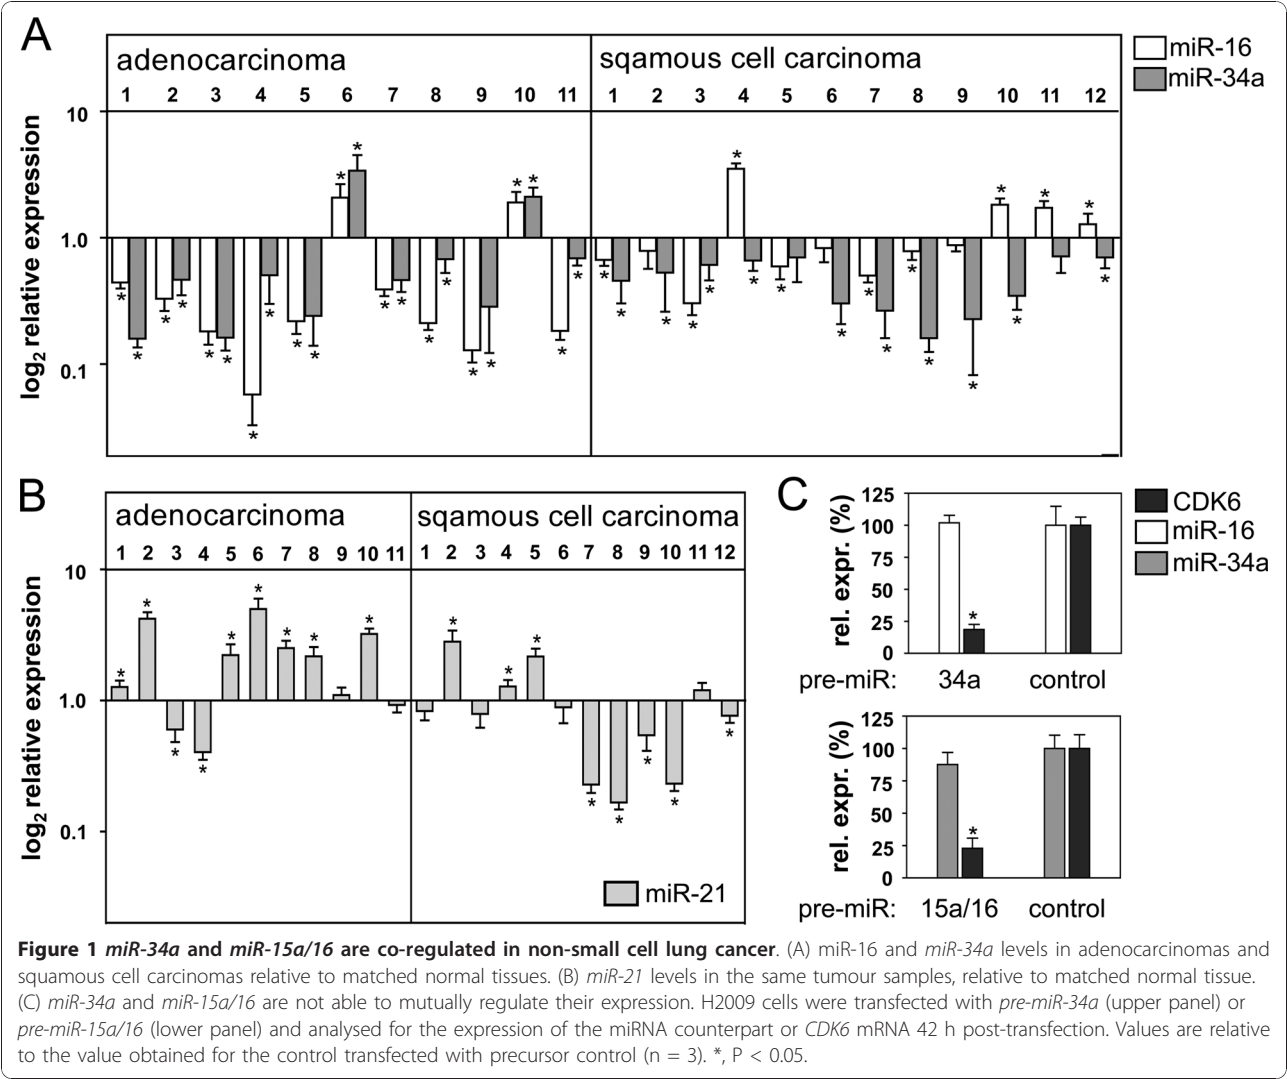 A
adenocarcinoma
sqamous cell carcinoma
miR-16
miR-34a
1 2 3 4 5 6 7 8 9 10 11
1 2 3 4 5 6 7 8 9 10 11 12
log2 relative expression
10
1.0
0.1
* * * * * * * * * * * * * * * * * * * * *
* * * * * * * * * * * * * * * * * *
B
adenocarcinoma
sqamous cell carcinoma
1 2 3 4 5 6 7 8 9 10 11
1 2 3 4 5 6 7 8 9 10 11 12
log2 relative expression
10
1.0
0.1
* * * * * * * * *
* * * * * * * *
miR-21
C
CDK6
miR-16
miR-34a
rel. expr. (%)
125
100
75
50
25
0
*
pre-miR: 34a control
rel. expr. (%)
125
100
75
50
25
0
*
pre-miR: 15a/16 control
Figure 1 miR-34a and miR-15a/16 are co-regulated in non-small cell lung cancer. (A) miR-16 and miR-34a levels in adenocarcinomas and
squamous cell carcinomas relative to matched normal tissues. (B) miR-21 levels in the same tumour samples, relative to matched normal tissue.
(C) miR-34a and miR-15a/16 are not able to mutually regulate their expression. H2009 cells were transfected with pre-miR-34a (upper panel) or
pre-miR-15a/16 (lower panel) and analysed for the expression of the miRNA counterpart or CDK6 mRNA 42 h post-transfection. Values are relative
to the value obtained for the control transfected with precursor control (n = 3). *, P < 0.05.